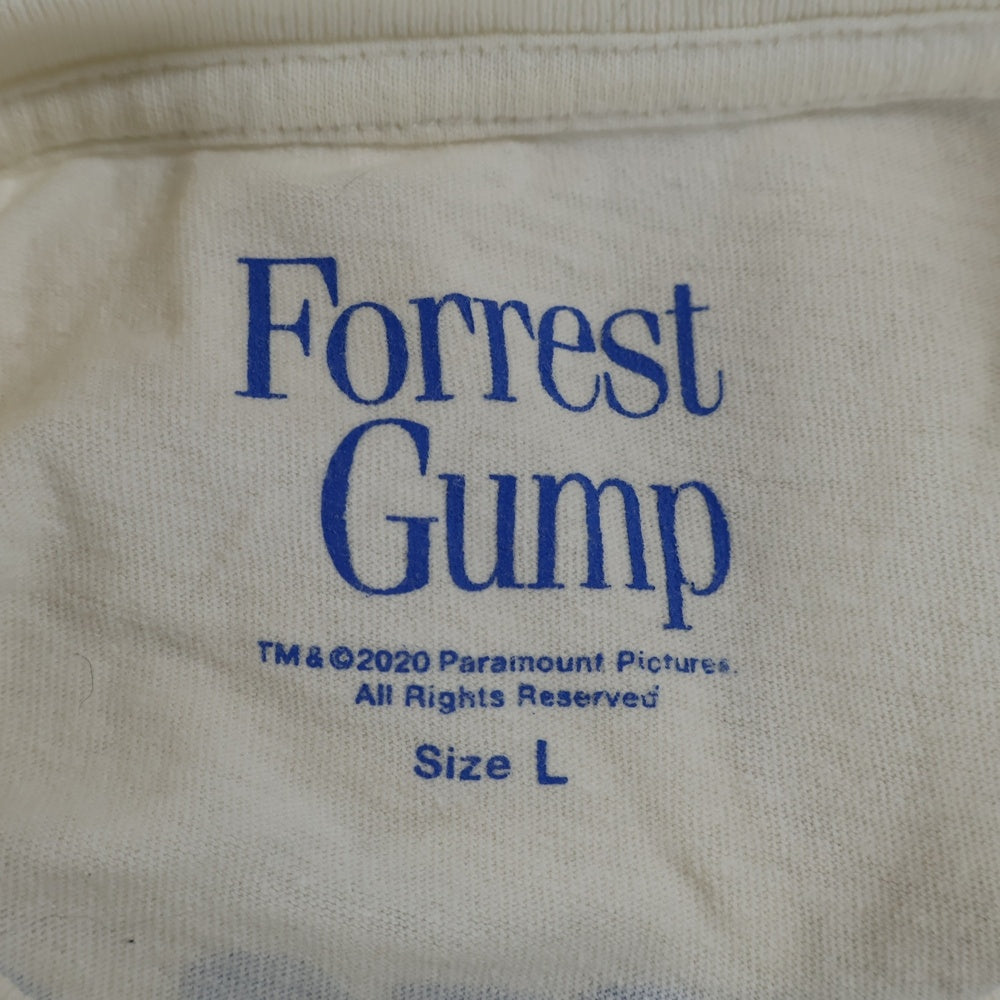 Forrest
Gump
TM & ©2020 Paramount Pictures.
All Rights Reserved
Size L